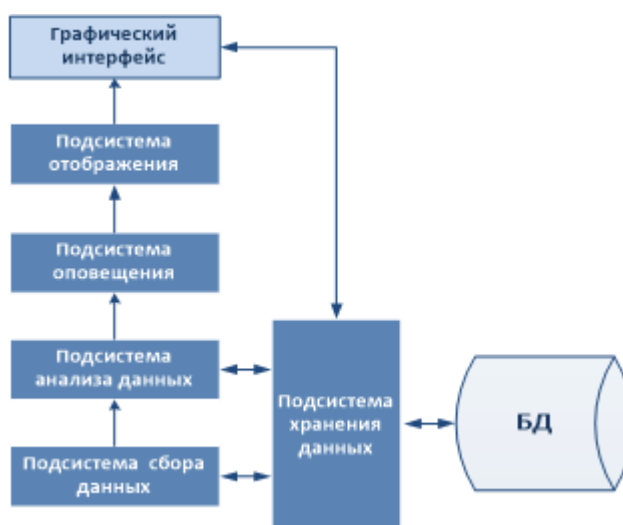 Графический
интерфейс
Подсистема
отображения
Подсистема
оповещения
Подсистема
анализа данных
Подсистема сбора
данных
Подсистема
хранения
данных
БД